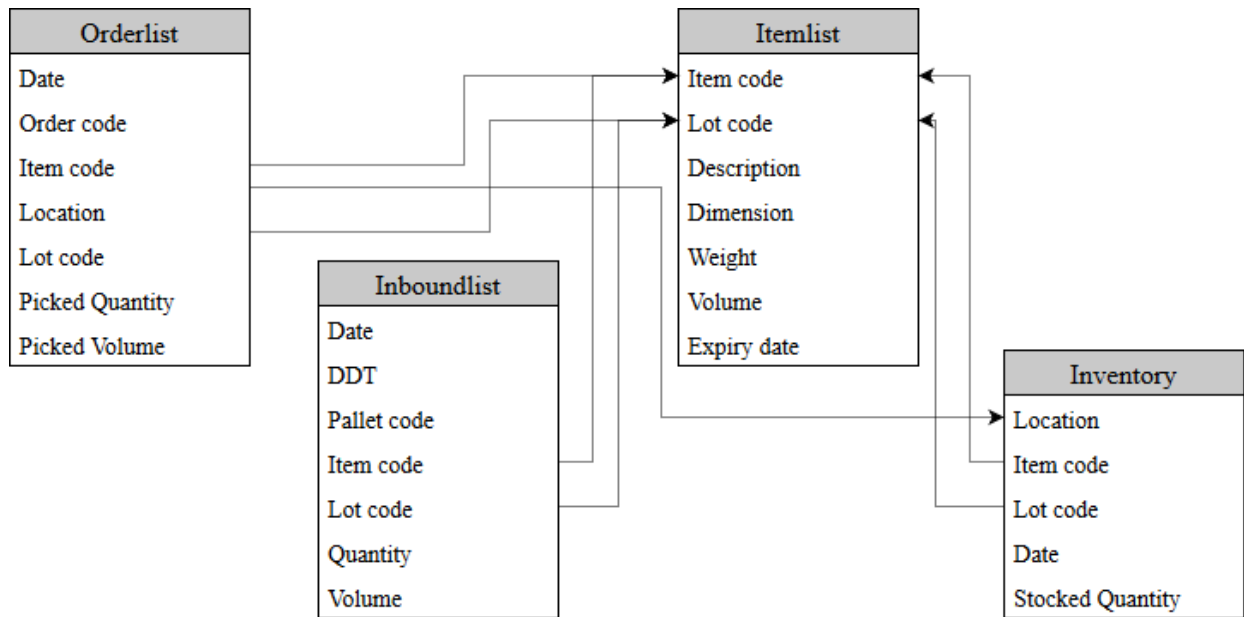 Orderlist
Date
Order code
Item code
Location
Lot code
Picked Quantity
Picked Volume
Inboundlist
Date
DDT
Pallet code
Item code
Lot code
Quantity
Volume
Itemlist
Item code
Lot code
Description
Dimension
Weight
Volume
Expiry date
Inventory
Location
Item code
Lot code
Date
Stocked Quantity